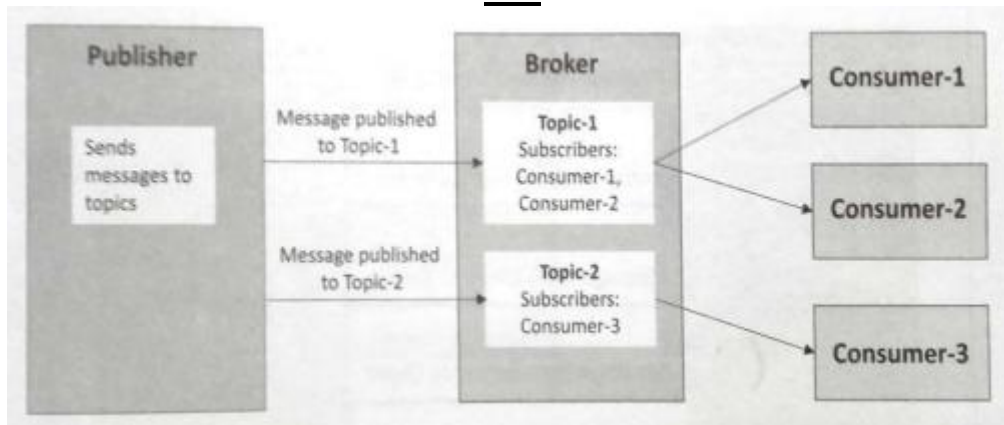 Publisher
Sends
messages to
topics
Message published
to Topic-1
Message published
to Topic-2
Broker
Topic-1
Subscribers:
Consumer-1,
Consumer-2
Topic-2
Subscribers:
Consumer-3
Consumer-1
Consumer-2
Consumer-3